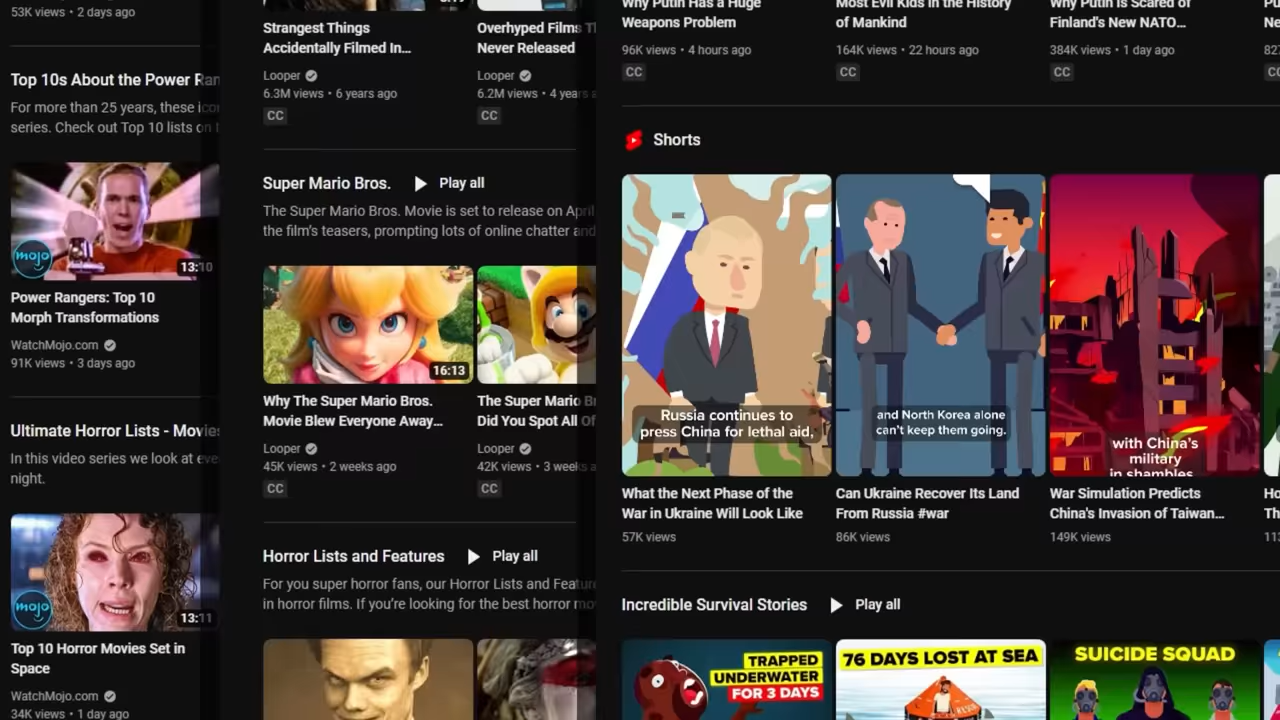 53K views • 2 days ago
Top 10s About the Power Ran
For more than 25 years, these ico
series. Check out Top 10 lists on
mojo
13:10
Power Rangers: Top 10
Morph Transformations
WatchMojo.com
91K views • 3 days ago
Ultimate Horror Lists - Movies
In this video series we look at eve
night.
mojo
13:11
Top 10 Horror Movies Set in
Space
WatchMojo.com
34K views • 1 day ago
Strangest Things
Accidentally Filmed In...
Looper
6.3M views • 6 years ago
CC
Overhyped Films T
Never Released
Looper
6.2M views • 4 years a
CC
Super Mario Bros.
Play all
The Super Mario Bros. Movie is set to release on April
the film's teasers, prompting lots of online chatter and
16:13
Why The Super Mario Bros.
Movie Blew Everyone Away...
Looper
45K views • 2 weeks ago
CC
The Super Mario Br
Did You Spot All Of
Looper
42K views • 3 weeks a
CC
Horror Lists and Features
Play all
For you super horror fans, our Horror Lists and Feature
in horror films. If you're looking for the best horror mo
Why Putin Has a Huge
Weapons Problem
96K views • 4 hours ago
CC
Most Evil Kids in the History
of Mankind
164K views • 22 hours ago
CC
Why Putin is Scared of
Finland's New NATO...
384K views • 1 day ago
CC
Shorts
Russia continues to
press China for lethal aid,
What the Next Phase of the
War in Ukraine Will Look Like
57K views
and North Korea alone
can't keep them going.
Can Ukraine Recover Its Land
From Russia #war
86K views
with China's
military
in shambles
War Simulation Predicts
China's Invasion of Taiwan...
149K views
Incredible Survival Stories
Play all
TRAPPED
UNDERWATER
FOR 3 DAYS
76 DAYS LOST AT SEA
SUICIDE SQUAD